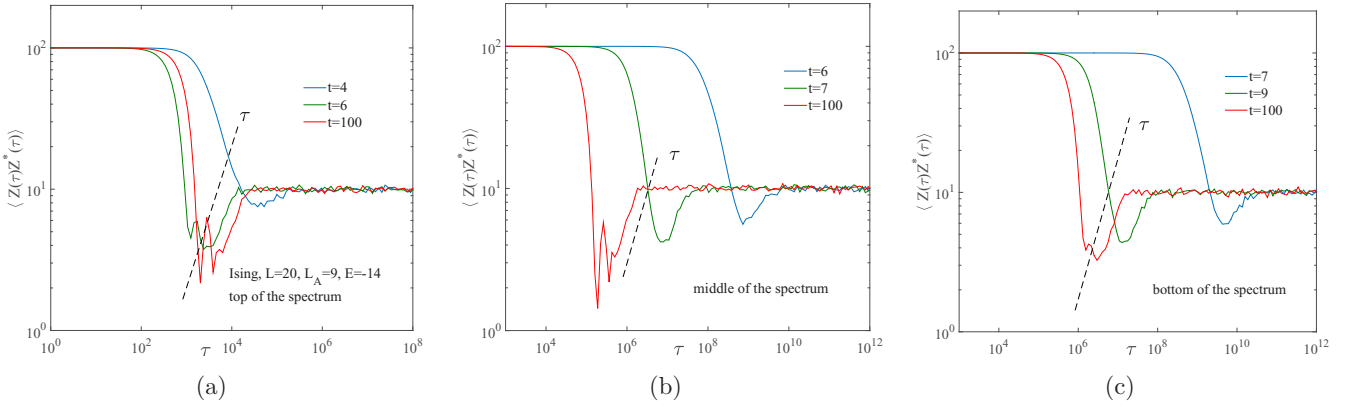 ⟨ Z(τ)Z*(τ)⟩
10^2
10^1
10^0
t=4
t=6
t=100
τ
Ising, L=20, L_A=9, E=-14
top of the spectrum
10^0 10^2 τ 10^4 10^6 10^8
(a)
⟨ Z(τ)Z*(τ)⟩
10^2
10^1
10^0
t=6
t=7
t=100
τ
middle of the spectrum
10^4 10^6 τ 10^8 10^10 10^12
(b)
⟨ Z(τ)Z*(τ)⟩
10^2
10^1
10^0
t=7
t=9
t=100
τ
bottom of the spectrum
10^4 10^6 τ 10^8 10^10 10^12
(c)